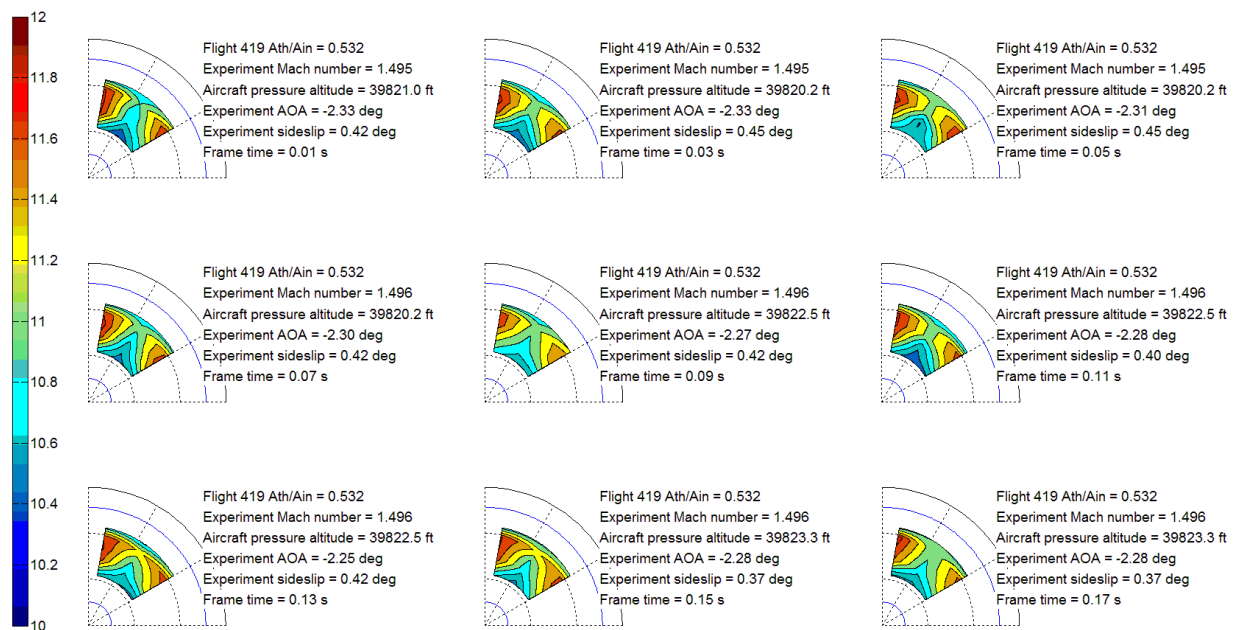 12
11.8
11.6
11.4
11.2
11
10.8
10.6
10.4
10.2
10
Flight 419 Ath/Ain = 0.532
Experiment Mach number = 1.495
Aircraft pressure altitude = 39821.0 ft
Experiment AOA = -2.33 deg
Experiment sideslip = 0.42 deg
Frame time = 0.01 s
Flight 419 Ath/Ain = 0.532
Experiment Mach number = 1.495
Aircraft pressure altitude = 39820.2 ft
Experiment AOA = -2.33 deg
Experiment sideslip = 0.45 deg
Frame time = 0.03 s
Flight 419 Ath/Ain = 0.532
Experiment Mach number = 1.495
Aircraft pressure altitude = 39820.2 ft
Experiment AOA = -2.31 deg
Experiment sideslip = 0.45 deg
Frame time = 0.05 s
Flight 419 Ath/Ain = 0.532
Experiment Mach number = 1.496
Aircraft pressure altitude = 39820.2 ft
Experiment AOA = -2.30 deg
Experiment sideslip = 0.42 deg
Frame time = 0.07 s
Flight 419 Ath/Ain = 0.532
Experiment Mach number = 1.496
Aircraft pressure altitude = 39822.5 ft
Experiment AOA = -2.27 deg
Experiment sideslip = 0.42 deg
Frame time = 0.09 s
Flight 419 Ath/Ain = 0.532
Experiment Mach number = 1.496
Aircraft pressure altitude = 39822.5 ft
Experiment AOA = -2.28 deg
Experiment sideslip = 0.40 deg
Frame time = 0.11 s
Flight 419 Ath/Ain = 0.532
Experiment Mach number = 1.496
Aircraft pressure altitude = 39822.5 ft
Experiment AOA = -2.25 deg
Experiment sideslip = 0.42 deg
Frame time = 0.13 s
Flight 419 Ath/Ain = 0.532
Experiment Mach number = 1.496
Aircraft pressure altitude = 39823.3 ft
Experiment AOA = -2.28 deg
Experiment sideslip = 0.37 deg
Frame time = 0.15 s
Flight 419 Ath/Ain = 0.532
Experiment Mach number = 1.496
Aircraft pressure altitude = 39823.3 ft
Experiment AOA = -2.28 deg
Experiment sideslip = 0.37 deg
Frame time = 0.17 s